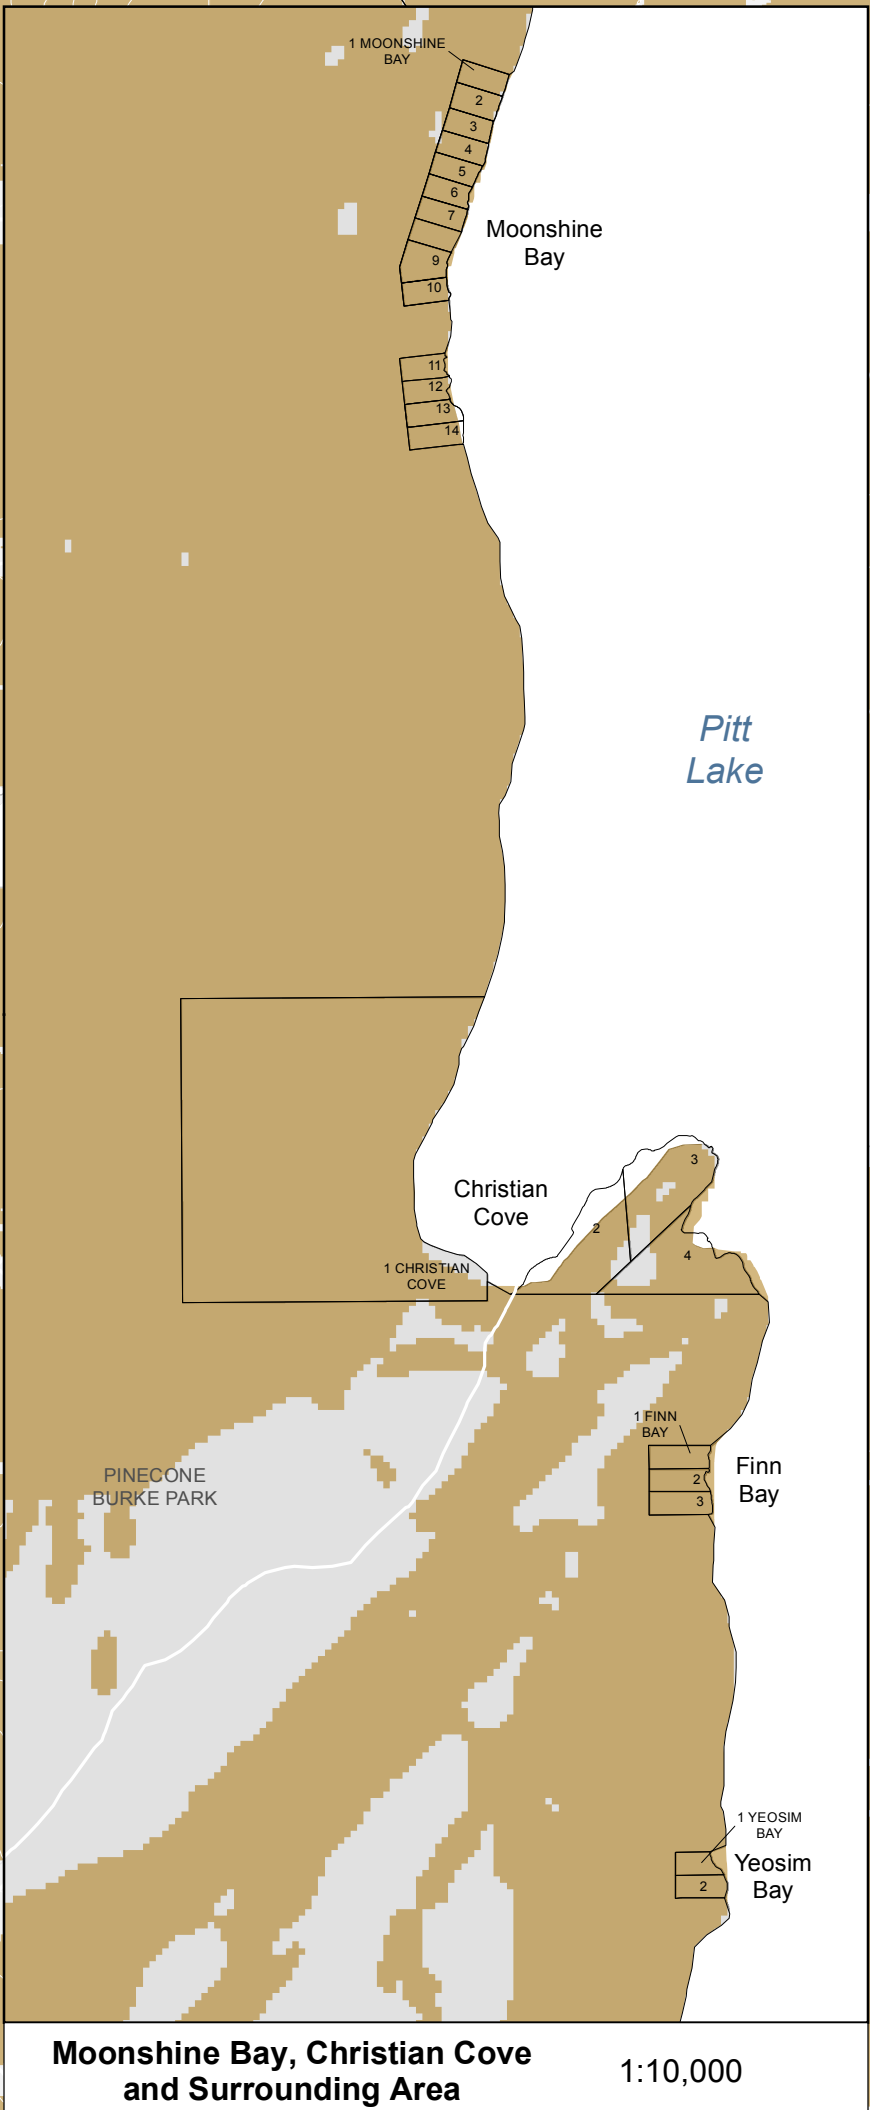 1 MOONSHINE
BAY
2
3
4
5
6
7
9
10
Moonshine
Bay
11
12
13
14
Pitt
Lake
Christian
Cove
3
2
4
1 CHRISTIAN
COVE
1 FINN
BAY
2
3
Finn
Bay
PINECONE
BURKE PARK
1 YEOSIM
BAY
2
Yeosim
Bay
Moonshine Bay, Christian Cove
and Surrounding Area
1:10,000